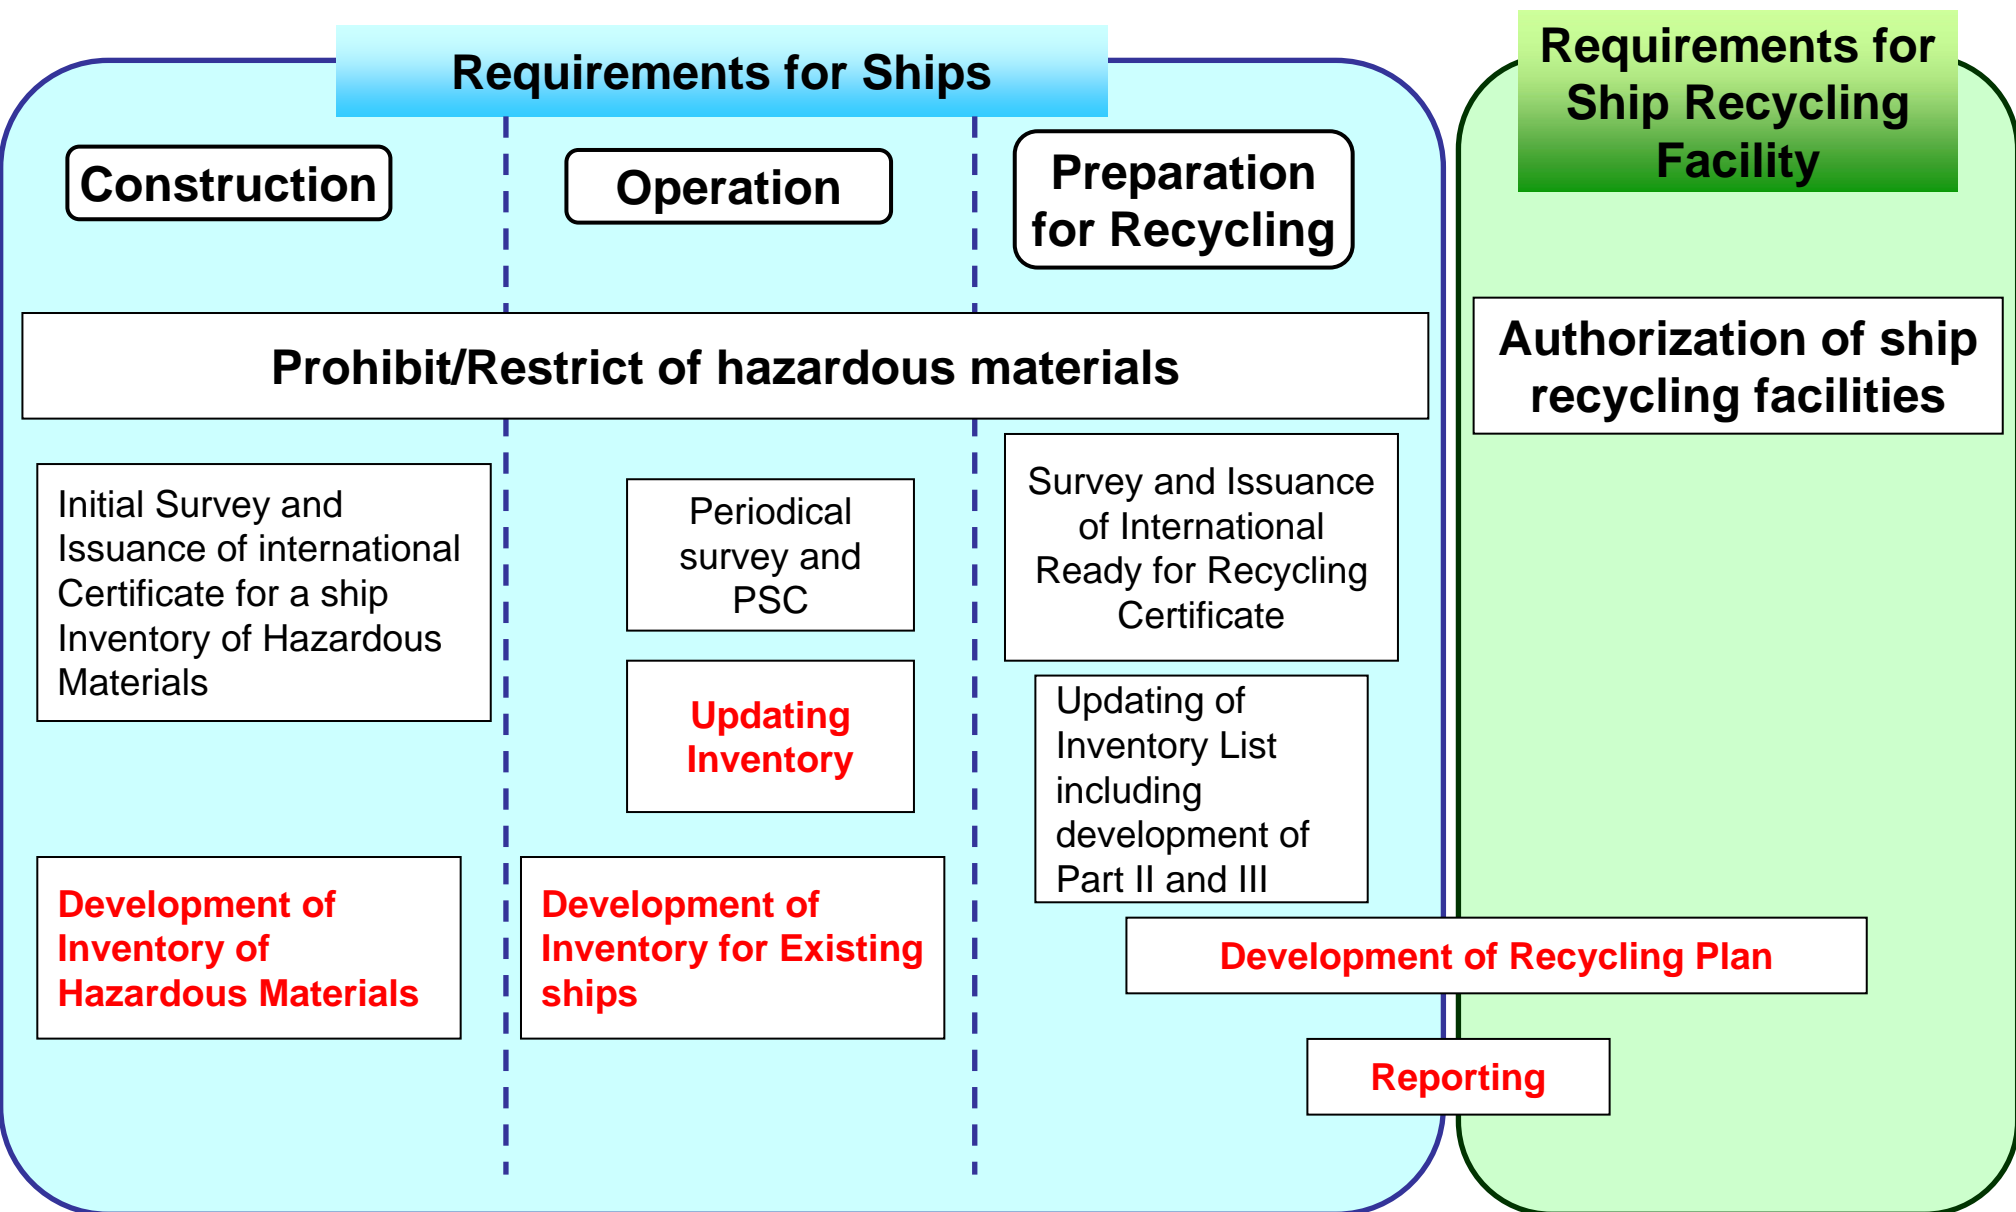 Requirements for Ships
Requirements for
Ship Recycling
Facility
Construction
Operation
Preparation
for Recycling
Prohibit/Restrict of hazardous materials
Authorization of ship
recycling facilities
Initial Survey and
Issuance of international
Certificate for a ship
Inventory of Hazardous
Materials
Periodical
survey and
PSC
Survey and Issuance
of International
Ready for Recycling
Certificate
Updating
Inventory
Updating of
Inventory List
including
development of
Part II and III
Development of
Inventory of
Hazardous Materials
Development of
Inventory for Existing
ships
Development of Recycling Plan
Reporting